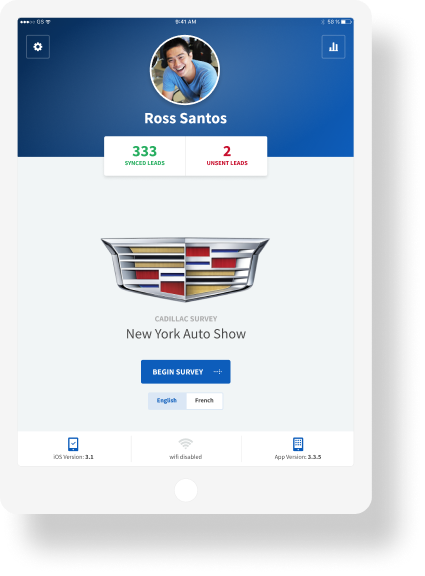 GS 9:41 AM 58 %
Ross Santos
333 2
SYNCED LEADS UNSENT LEADS
CADILLAC SURVEY
New York Auto Show
BEGIN SURVEY
English French
iOS Version: 3.1 wifi disabled App Version: 3.3.5